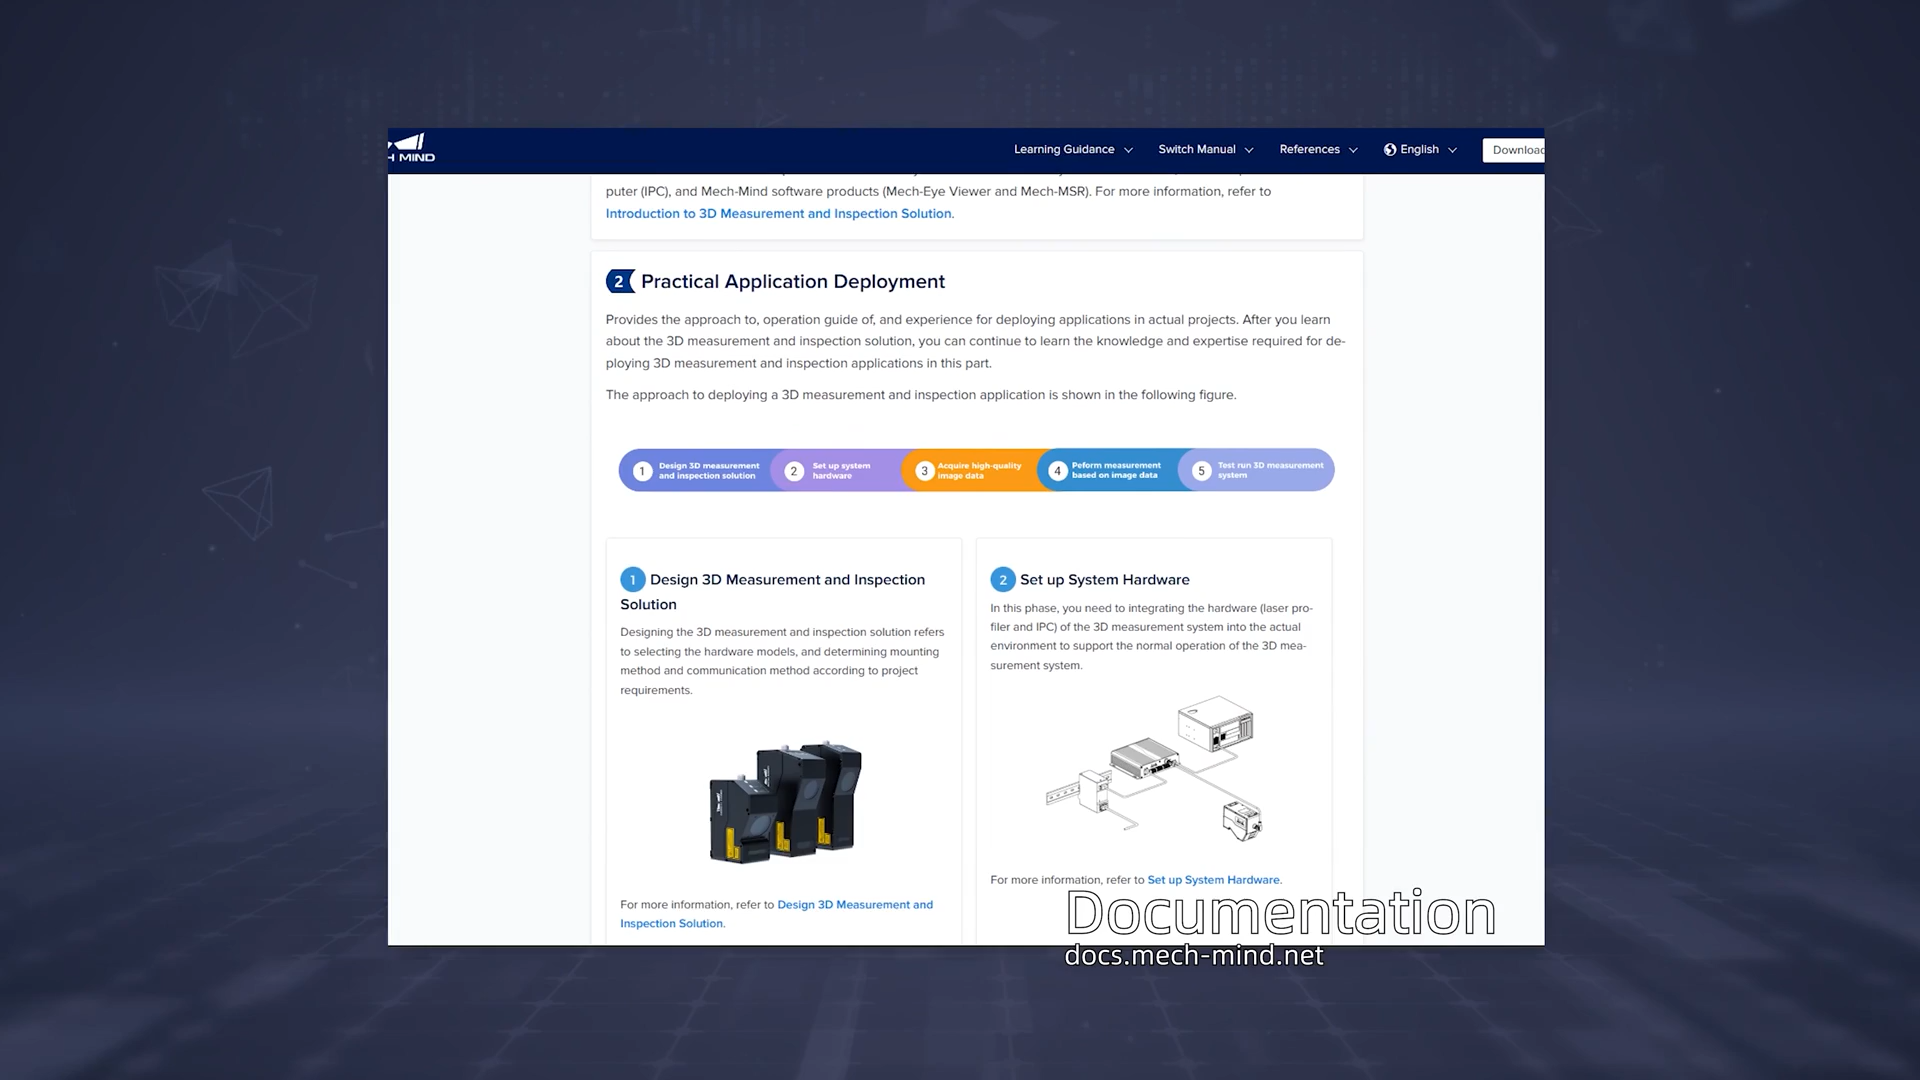 H MIND
Learning Guidance
Switch Manual
References
English
Download
puter (IPC), and Mech-Mind software products (Mech-Eye Viewer and Mech-MSR). For more information, refer to
Introduction to 3D Measurement and Inspection Solution.
2 Practical Application Deployment
Provides the approach to, operation guide of, and experience for deploying applications in actual projects. After you learn
about the 3D measurement and inspection solution, you can continue to learn the knowledge and expertise required for de-
ploying 3D measurement and inspection applications in this part.
The approach to deploying a 3D measurement and inspection application is shown in the following figure.
1 Design 3D measurement
and inspection solution
2 Set up system
hardware
3 Acquire high-quality
image data
4 Peform measurement
based on image data
5 Test run 3D measurement
system
1 Design 3D Measurement and Inspection
Solution
Designing the 3D measurement and inspection solution refers
to selecting the hardware models, and determining mounting
method and communication method according to project
requirements.
For more information, refer to Design 3D Measurement and
Inspection Solution.
2 Set up System Hardware
In this phase, you need to integrating the hardware (laser pro-
filer and IPC) of the 3D measurement system into the actual
environment to support the normal operation of the 3D mea-
surement system.
For more information, refer to Set up System Hardware.
Documentation
docs.mech-mind.net